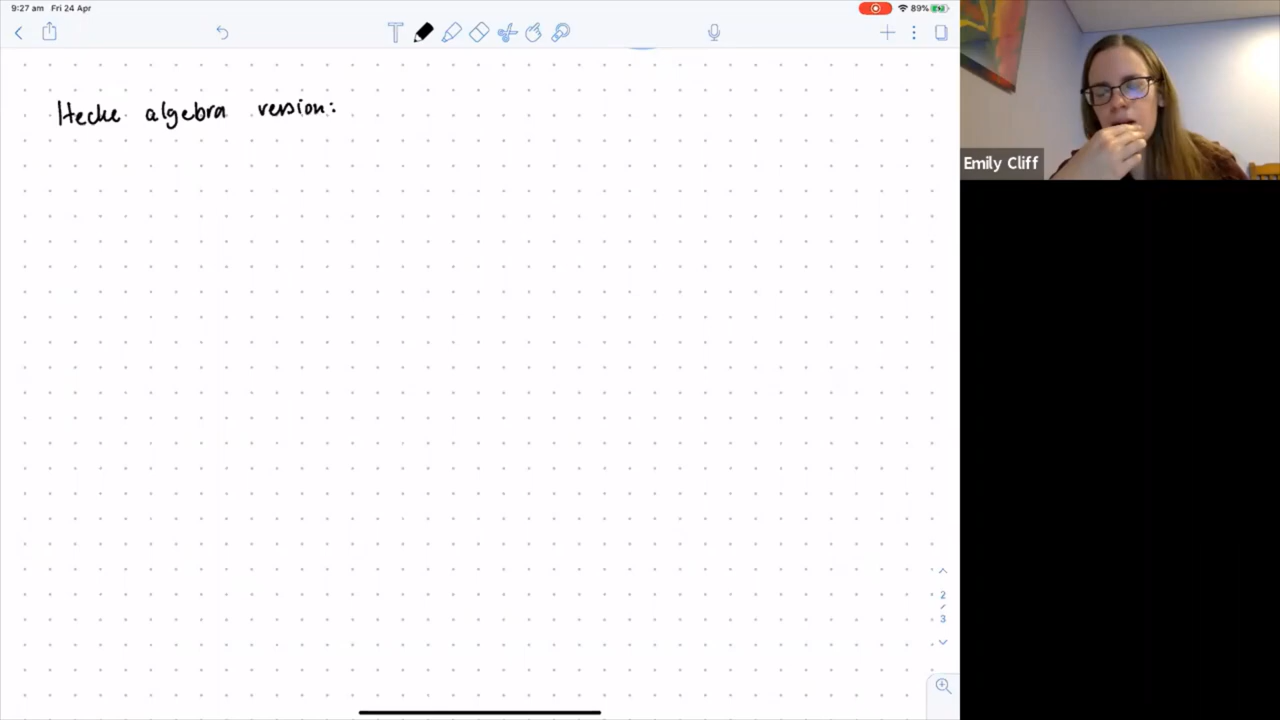 9:27 am Fri 24 Apr
89%
T
Hecke algebra version:
Emily Cliff
2
3